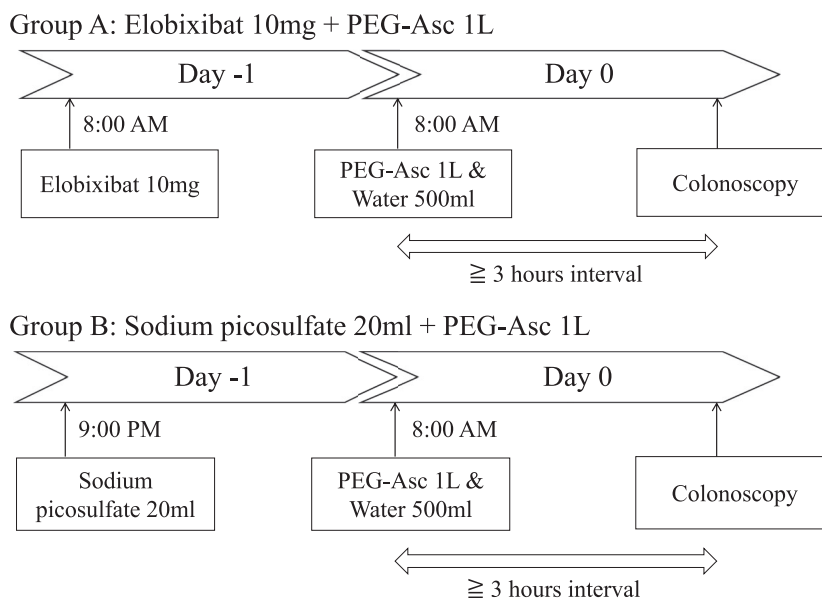 Group A: Elobixibat 10mg + PEG-Asc 1L
Day -1
Day 0
8:00 AM
8:00 AM
Elobixibat 10mg
PEG-Asc 1L &
Water 500ml
Colonoscopy
≧ 3 hours interval
Group B: Sodium picosulfate 20ml + PEG-Asc 1L
Day -1
Day 0
9:00 PM
8:00 AM
Sodium
picosulfate 20ml
PEG-Asc 1L &
Water 500ml
Colonoscopy
≧ 3 hours interval